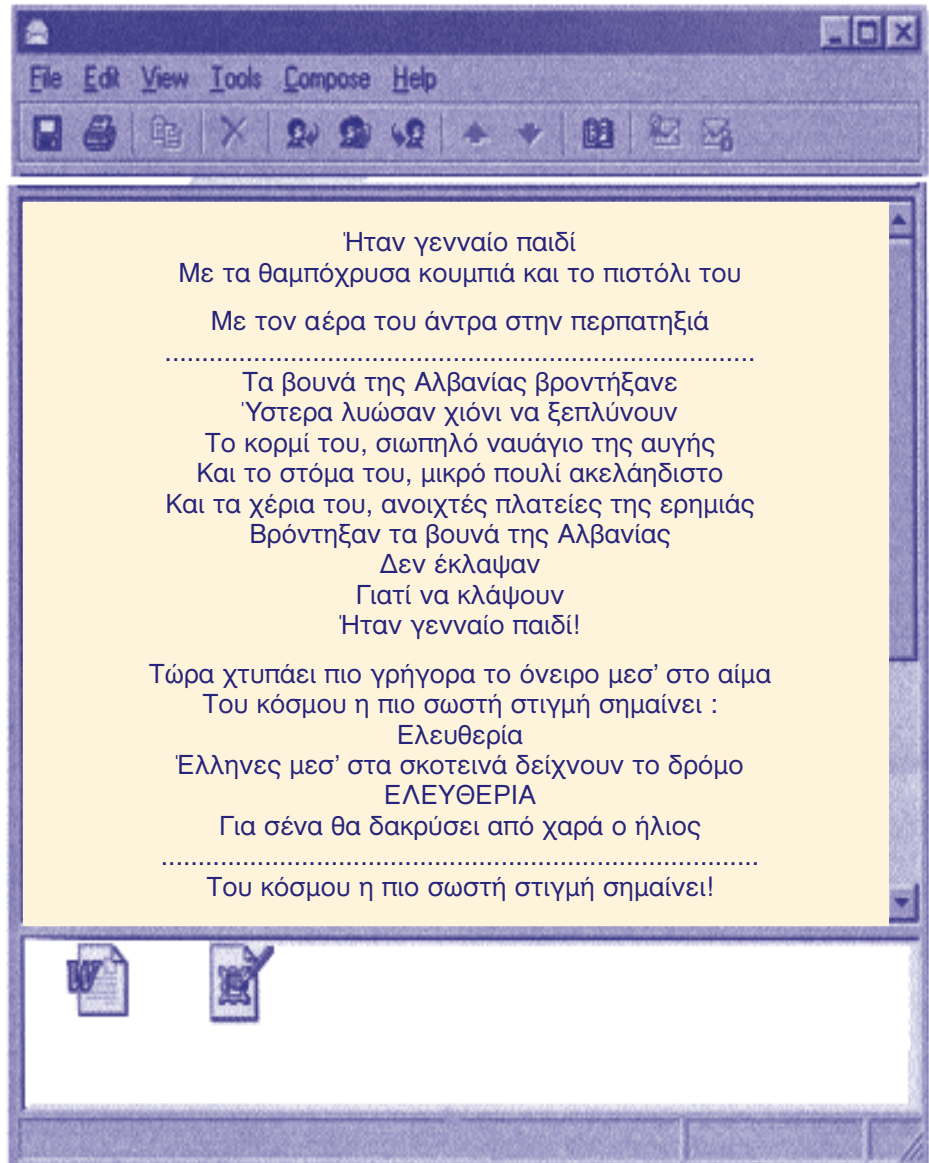 File Edit View Tools Compose Help
Ήταν γενναίο παιδί
Με τα θαμπόχρυσα κουμπιά και το πιστόλι του
Με τον αέρα του άντρα στην περπατηξιά
................................................................................
Τα βουνά της Αλβανίας βροντήξανε
Ύστερα λυώσαν χιόνι να ξεπλύνουν
Το κορμί του, σιωπηλό ναυάγιο της αυγής
Και το στόμα του, μικρό πουλί ακελάηδιστο
Και τα χέρια του, ανοιχτές πλατείες της ερημιάς
Βρόντηξαν τα βουνά της Αλβανίας
Δεν έκλαψαν
Γιατί να κλάψουν
Ήταν γενναίο παιδί!
Τώρα χτυπάει πιο γρήγορα το όνειρο μεσ’ στο αίμα
Του κόσμου η πιο σωστή στιγμή σημαίνει :
Ελευθερία
Έλληνες μεσ’ στα σκοτεινά δείχνουν το δρόμο
ΕΛΕΥΘΕΡΙΑ
Για σένα θα δακρύσει από χαρά ο ήλιος
.................................................................................
Του κόσμου η πιο σωστή στιγμή σημαίνει!
W